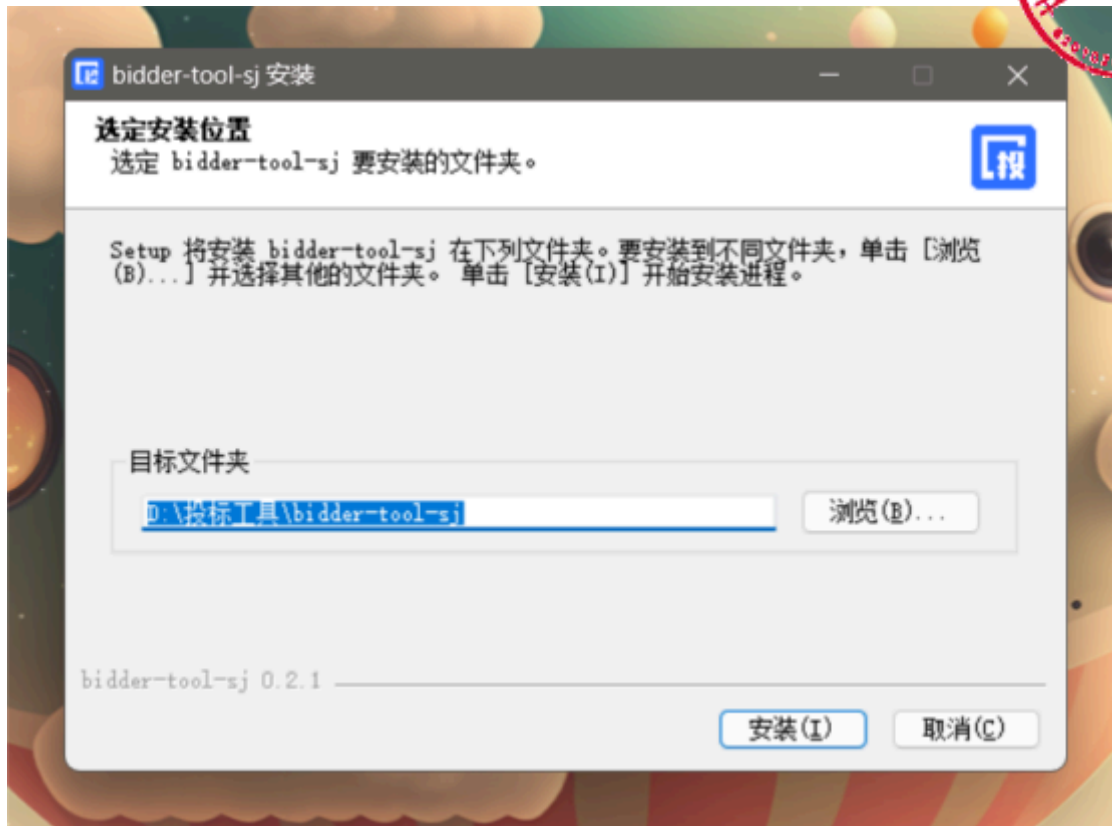 投 bidder-tool-sj 安装
选定安装位置
选定 bidder-tool-sj 要安装的文件夹。
投
Setup 将安装 bidder-tool-sj 在下列文件夹。要安装到不同文件夹，单击 [浏览
(B)...] 并选择其他的文件夹。 单击 [安装(I)] 开始安装进程。
目标文件夹
D:\投标工具\bidder-tool-sj
浏览(B)...
bidder-tool-sj 0.2.1
安装(I)
取消(C)